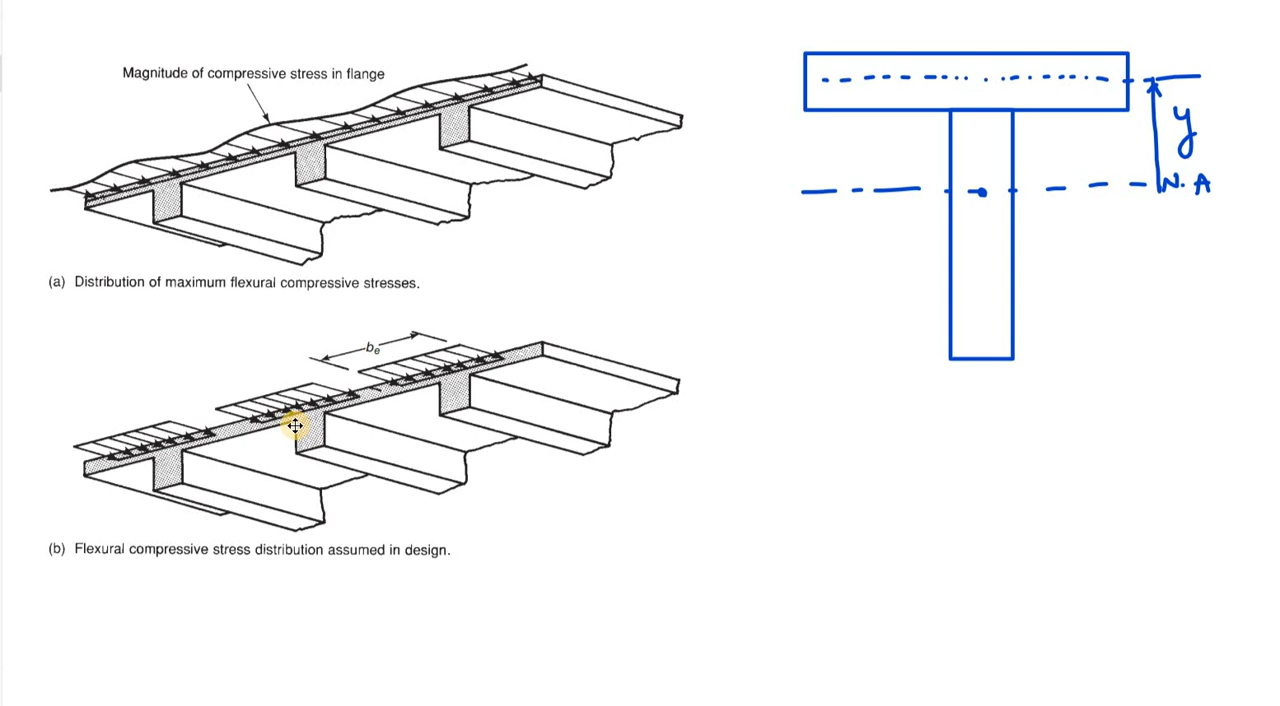 Magnitude of compressive stress in flange
(a) Distribution of maximum flexural compressive stresses.
be
(b) Flexural compressive stress distribution assumed in design.
y
N.A